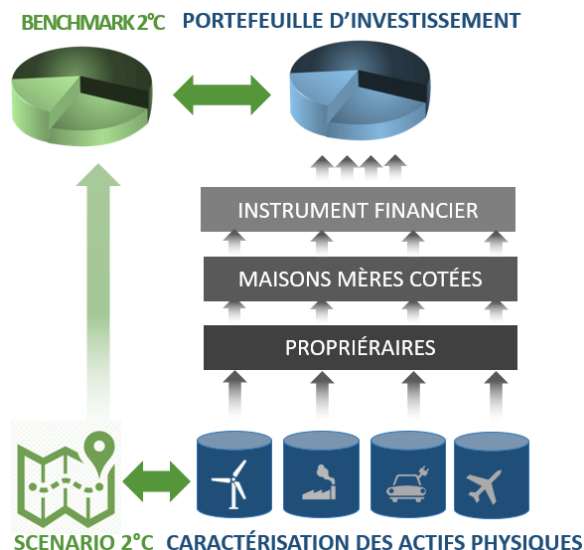 BENCHMARK 2°C
PORTEFEUILLE D'INVESTISSEMENT
INSTRUMENT FINANCIER
MAISONS MÈRES COTÉES
PROPRIÉRAIRES
SCENARIO 2°C
CARACTÉRISATION DES ACTIFS PHYSIQUES